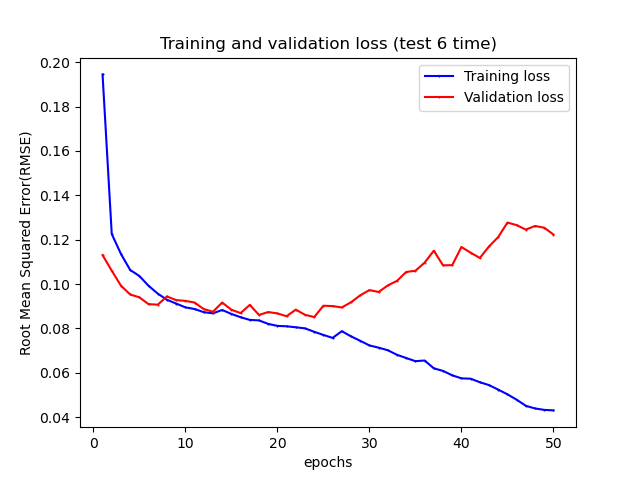 Training and validation loss (test 6 time)
Training loss
Validation loss
Root Mean Squared Error(RMSE)
0.20
0.18
0.16
0.14
0.12
0.10
0.08
0.06
0.04
0 10 20 30 40 50
epochs